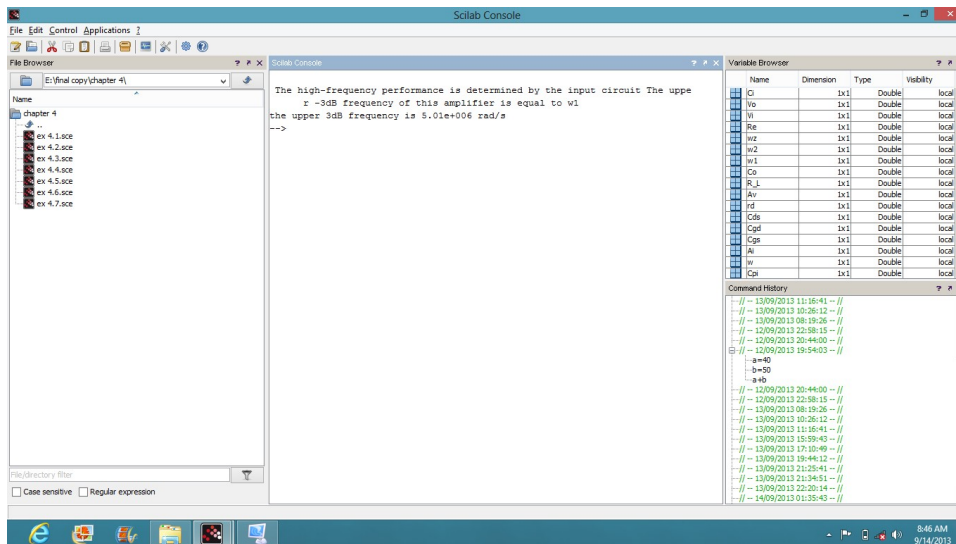 Scilab Console
File Edit Control Applications ?
File Browser ? ↗ X
Scilab Console ? ↗ X
Variable Browser ? ↗
E:\final copy\chapter 4\
Name
chapter 4
..
ex 4.1.sce
ex 4.2.sce
ex 4.3.sce
ex 4.4.sce
ex 4.5.sce
ex 4.6.sce
ex 4.7.sce
File/directory filter
Case sensitive Regular expression
The high-frequency performance is determined by the input circuit The uppe
r -3dB frequency of this amplifier is equal to w1
the upper 3dB frequency is 5.01e+006 rad/s
-->
Name Dimension Type Visibility
Ci 1x1 Double local
Vo 1x1 Double local
Vi 1x1 Double local
Re 1x1 Double local
wz 1x1 Double local
w2 1x1 Double local
w1 1x1 Double local
Co 1x1 Double local
R_L 1x1 Double local
Av 1x1 Double local
rd 1x1 Double local
Cds 1x1 Double local
Cgd 1x1 Double local
Cgs 1x1 Double local
Ai 1x1 Double local
w 1x1 Double local
Cpi 1x1 Double local
Command History ? ↗
// -- 13/09/2013 11:16:41 -- //
// -- 13/09/2013 10:26:12 -- //
// -- 13/09/2013 08:19:26 -- //
// -- 12/09/2013 22:58:15 -- //
// -- 12/09/2013 20:44:00 -- //
// -- 12/09/2013 19:54:03 -- //
a=40
b=50
a+b
// -- 12/09/2013 20:44:00 -- //
// -- 12/09/2013 22:58:15 -- //
// -- 13/09/2013 08:19:26 -- //
// -- 13/09/2013 10:26:12 -- //
// -- 13/09/2013 11:16:41 -- //
// -- 13/09/2013 15:59:43 -- //
// -- 13/09/2013 17:10:49 -- //
// -- 13/09/2013 19:44:12 -- //
// -- 13/09/2013 21:25:41 -- //
// -- 13/09/2013 21:34:51 -- //
// -- 13/09/2013 22:20:14 -- //
// -- 14/09/2013 01:35:43 -- //
8:46 AM
9/14/2013